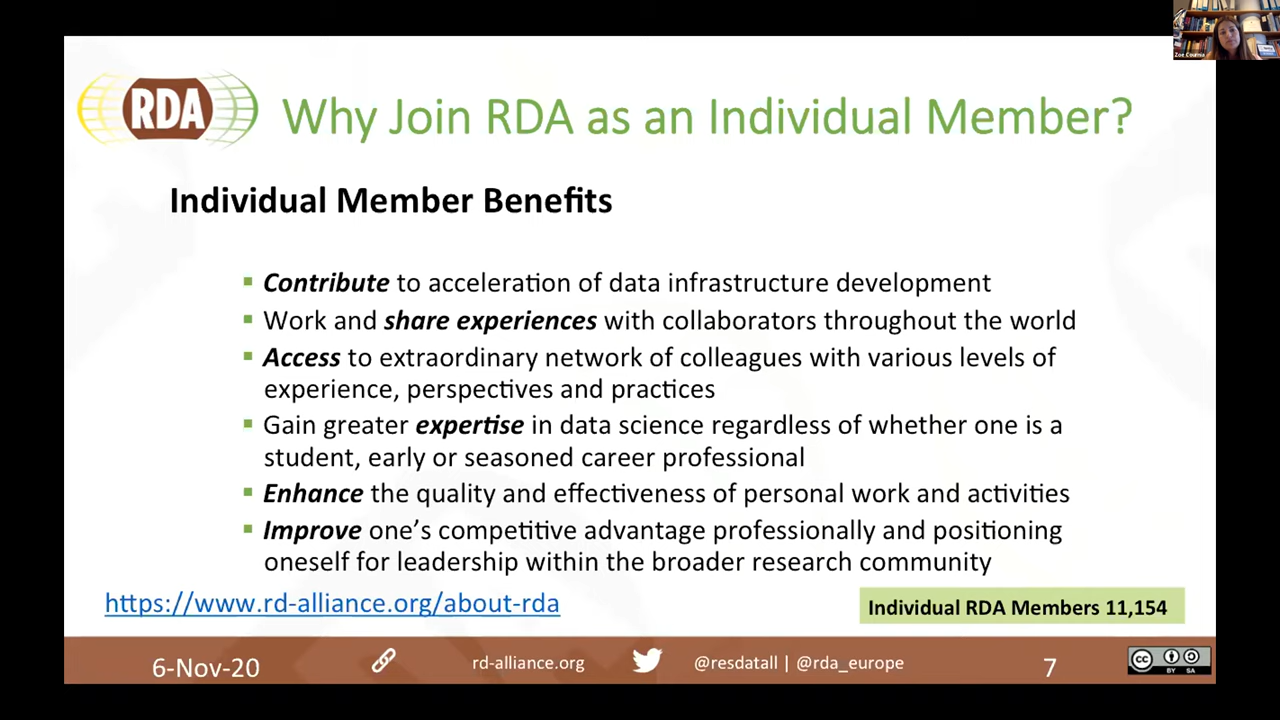 Zoe Cournia
RDA
Why Join RDA as an Individual Member?
Individual Member Benefits
▪ Contribute to acceleration of data infrastructure development
▪ Work and share experiences with collaborators throughout the world
▪ Access to extraordinary network of colleagues with various levels of
experience, perspectives and practices
▪ Gain greater expertise in data science regardless of whether one is a
student, early or seasoned career professional
▪ Enhance the quality and effectiveness of personal work and activities
▪ Improve one’s competitive advantage professionally and positioning
oneself for leadership within the broader research community
https://www.rd-alliance.org/about-rda
Individual RDA Members 11,154
6-Nov-20
rd-alliance.org
@resdatall | @rda_europe
7
cc BY SA